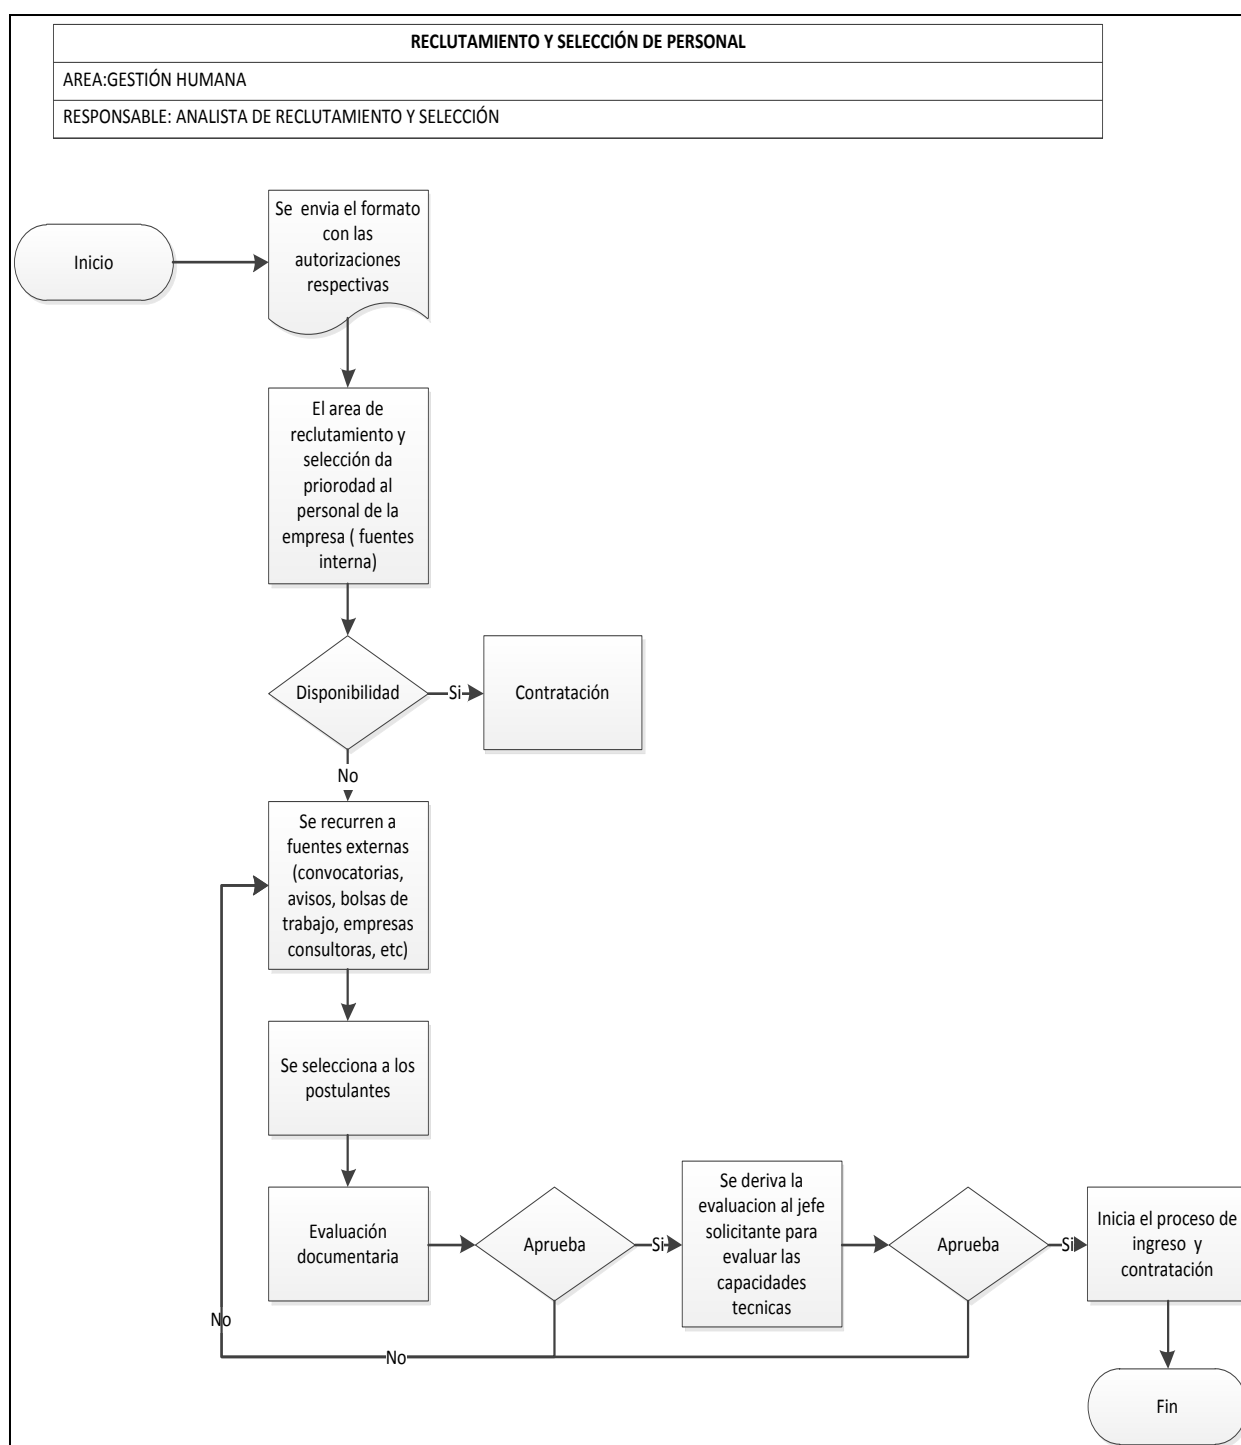 RECLUTAMIENTO Y SELECCIÓN DE PERSONAL
AREA:GESTIÓN HUMANA
RESPONSABLE: ANALISTA DE RECLUTAMIENTO Y SELECCIÓN
Inicio
Se envia el formato
con las
autorizaciones
respectivas
El area de
reclutamiento y
selección da
priorodad al
personal de la
empresa ( fuentes
interna)
Disponibilidad
Si
Contratación
No
Se recurren a
fuentes externas
(convocatorias,
avisos, bolsas de
trabajo, empresas
consultoras, etc)
Se selecciona a los
postulantes
Evaluación
documentaria
Aprueba
Si
Se deriva la
evaluacion al jefe
solicitante para
evaluar las
capacidades
tecnicas
Aprueba
Si
Inicia el proceso de
ingreso y
contratación
No
No
Fin